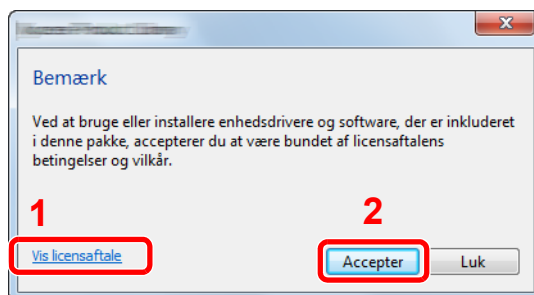 Bemærk
Ved at bruge eller installere enhedsdrivere og software, der er inkluderet
i denne pakke, accepterer du at være bundet af licensaftalens
betingelser og vilkår.
1
2
Vis licensaftale
Accepter
Luk